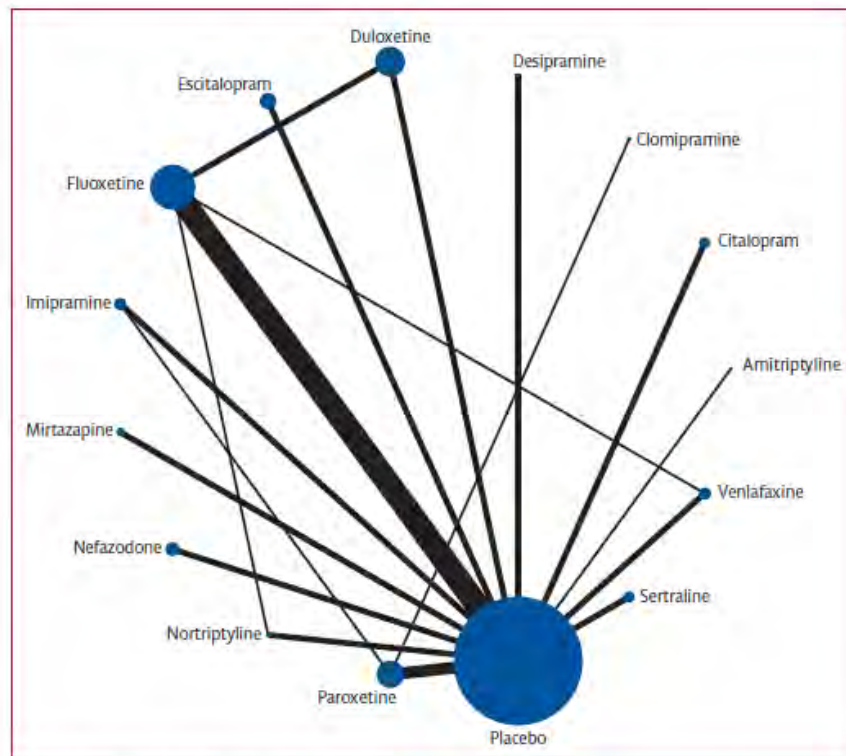 Duloxetine
Desipramine
Escitalopram
Clomipramine
Fluoxetine
Citalopram
Imipramine
Amitriptyline
Mirtazapine
Venlafaxine
Nefazodone
Sertraline
Nortriptyline
Paroxetine
Placebo